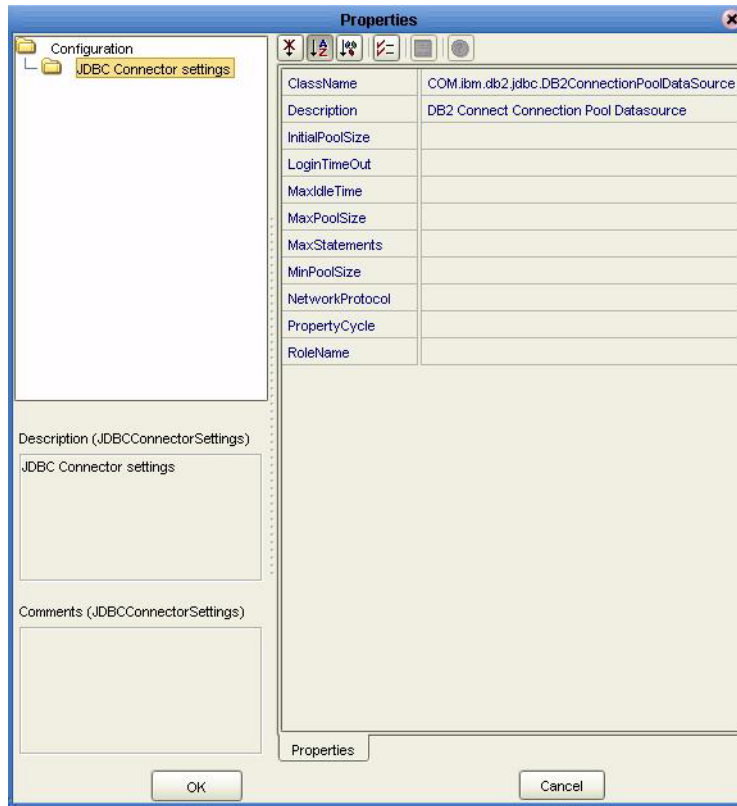 Properties
Configuration
JDBC Connector settings
ClassName COM.ibm.db2.jdbc.DB2ConnectionPoolDataSource
Description DB2 Connect Connection Pool Datasource
InitialPoolSize
LoginTimeOut
MaxIdleTime
MaxPoolSize
MaxStatements
MinPoolSize
NetworkProtocol
PropertyCycle
RoleName
Description (JDBCConnectorSettings)
JDBC Connector settings
Comments (JDBCConnectorSettings)
Properties
OK Cancel